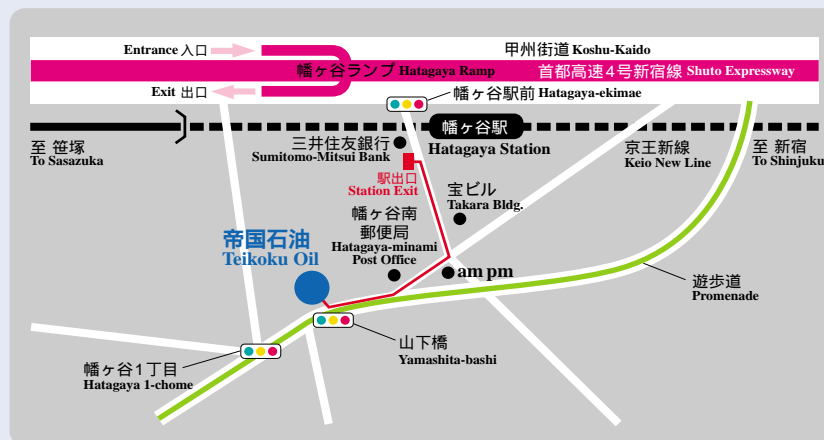 Entrance 入口
甲州街道 Koshu-Kaido
幡ヶ谷ランプ Hatagaya Ramp
首都高速4号新宿線 Shuto Expressway
Exit 出口
幡ヶ谷駅前 Hatagaya-ekimae
幡ヶ谷駅
Hatagaya Station
至 笹塚
To Sasazuka
三井住友銀行
Sumitomo-Mitsui Bank
京王新線
Keio New Line
至 新宿
To Shinjuku
駅出口
Station Exit
宝ビル
Takara Bldg.
幡ヶ谷南
郵便局
Hatagaya-minami
Post Office
帝国石油
Teikoku Oil
am pm
遊歩道
Promenade
山下橋
Yamashita-bashi
幡ヶ谷1丁目
Hatagaya 1-chome